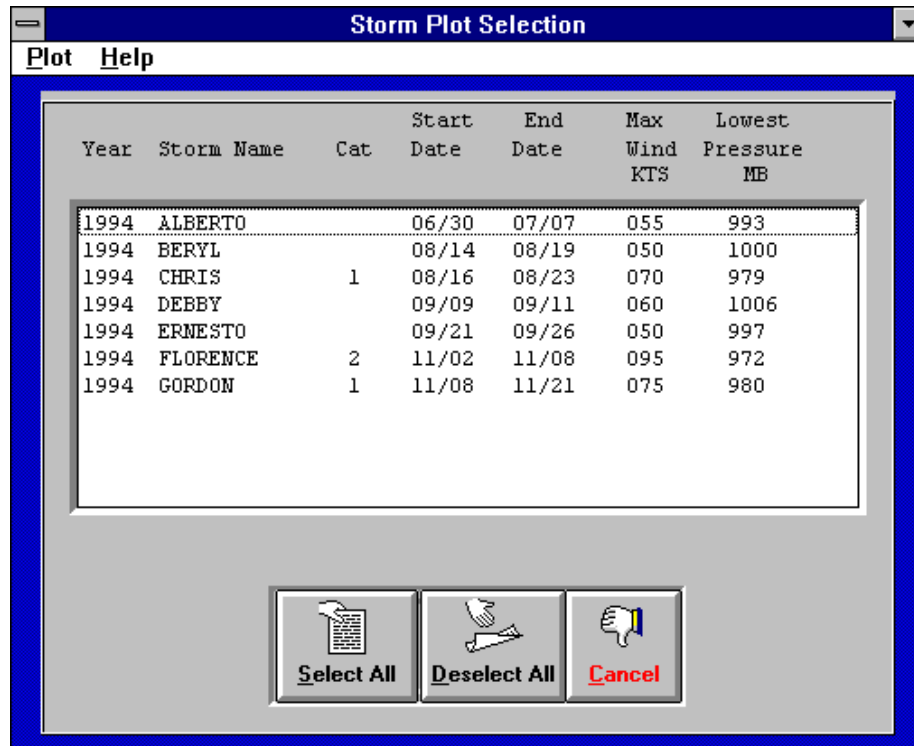 Storm Plot Selection
Plot Help
Start End Max Lowest
Year Storm Name Cat Date Date Wind Pressure
KTS MB
1994 ALBERTO 06/30 07/07 055 993
1994 BERYL 08/14 08/19 050 1000
1994 CHRIS 1 08/16 08/23 070 979
1994 DEBBY 09/09 09/11 060 1006
1994 ERNESTO 09/21 09/26 050 997
1994 FLORENCE 2 11/02 11/08 095 972
1994 GORDON 1 11/08 11/21 075 980
Select All Deselect All Cancel